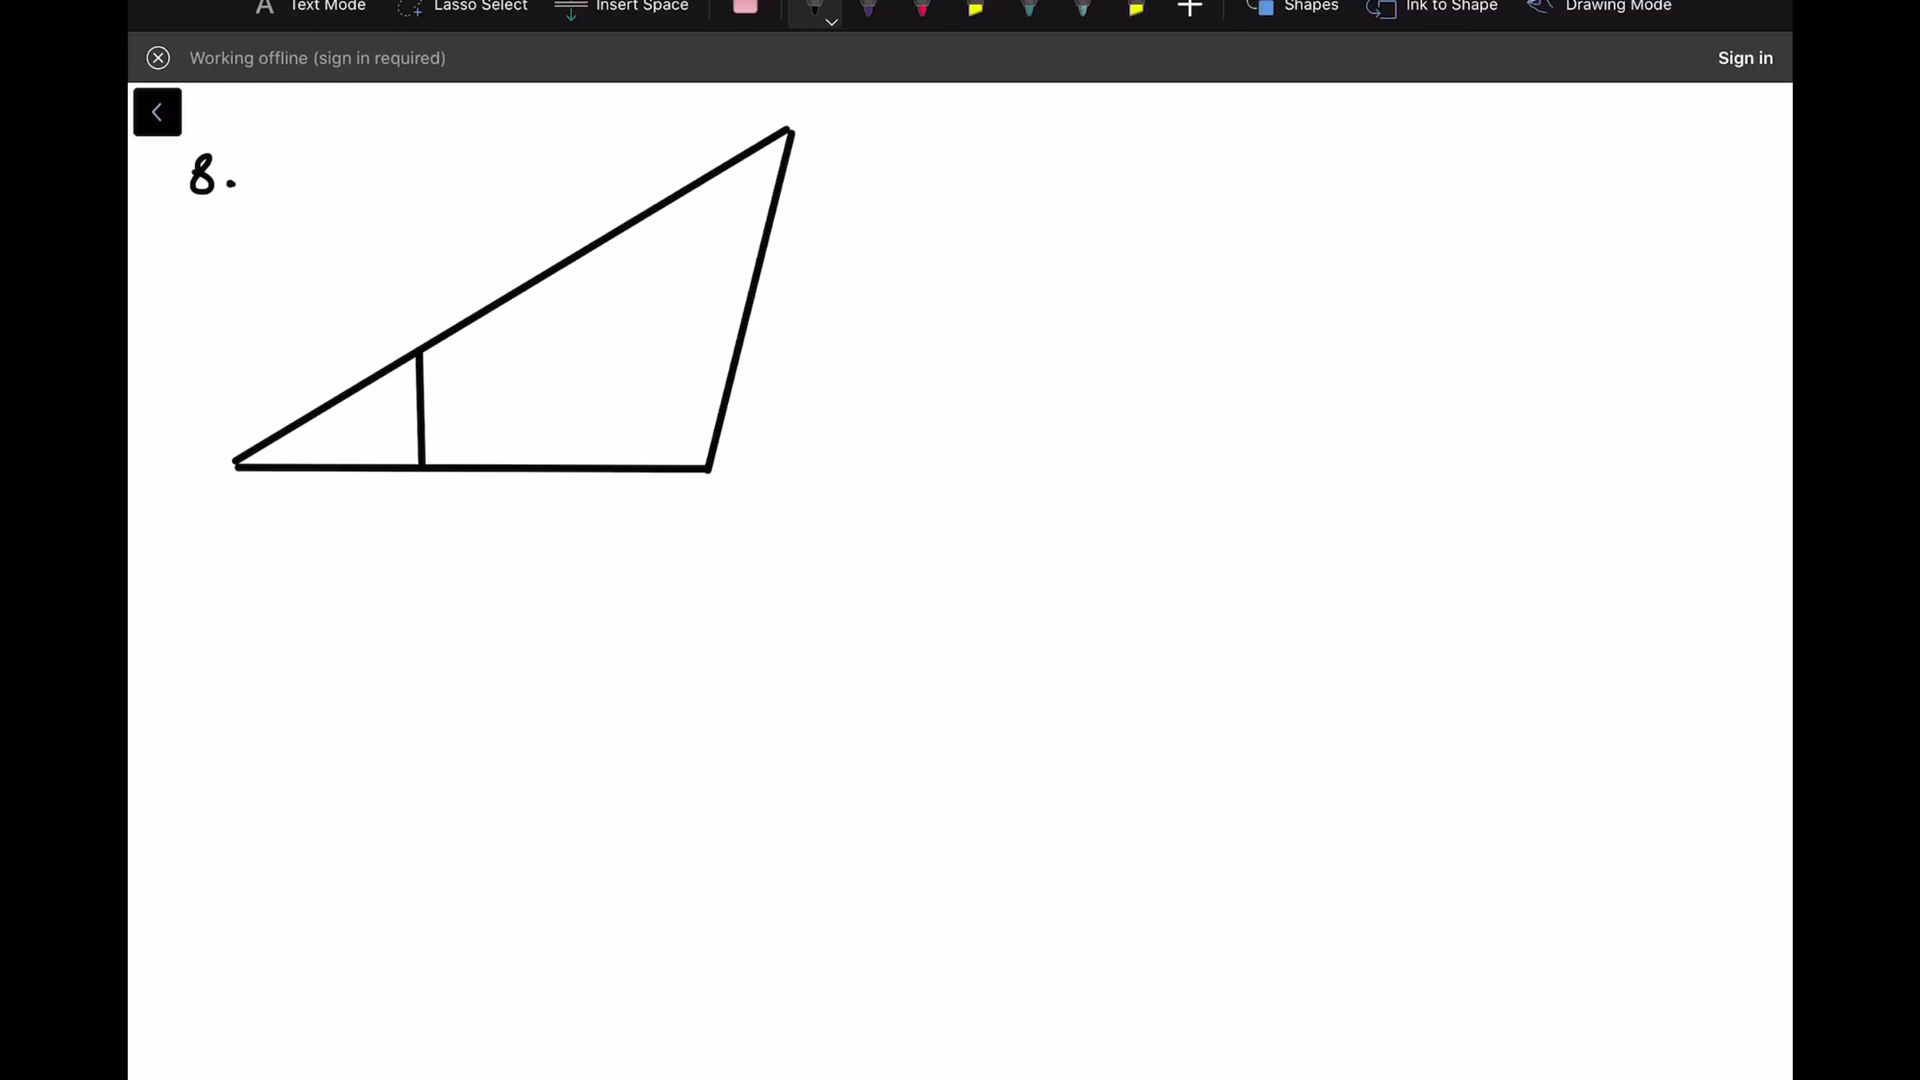 Text Mode
Lasso Select
Insert Space
Shapes
Ink to Shape
Drawing Mode
Working offline (sign in required)
Sign in
8.